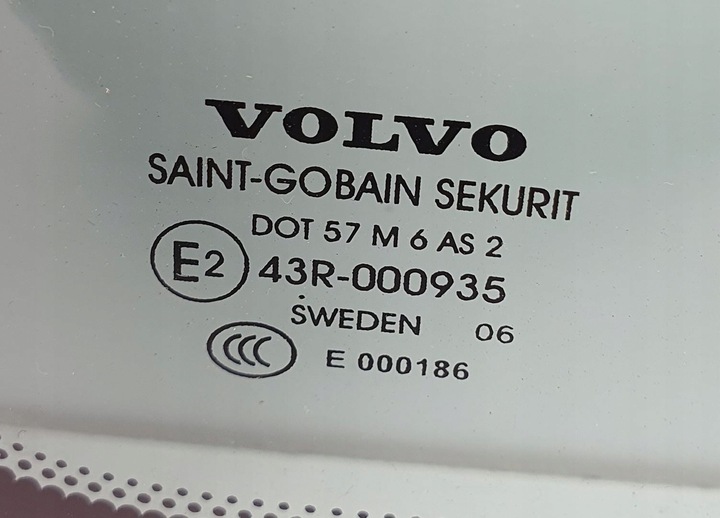 VOLVO
SAINT-GOBAIN SEKURIT
DOT 57 M 6 AS 2
E2 43R-000935
SWEDEN 06
CCC E 000186